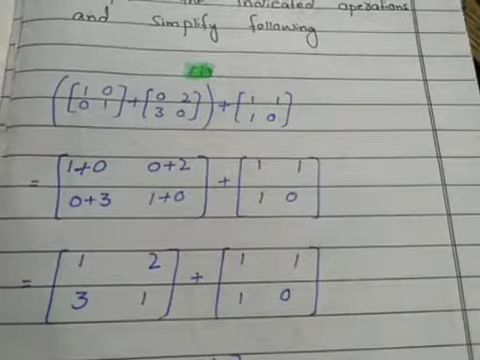 the indicated operations
and simplify following
([1 0 0 1] + [0 2 3 0]) + [1 1 1 0]
= [1+0 0+2 0+3 1+0] + [1 1 1 0]
= [1 2 3 1] + [1 1 1 0]